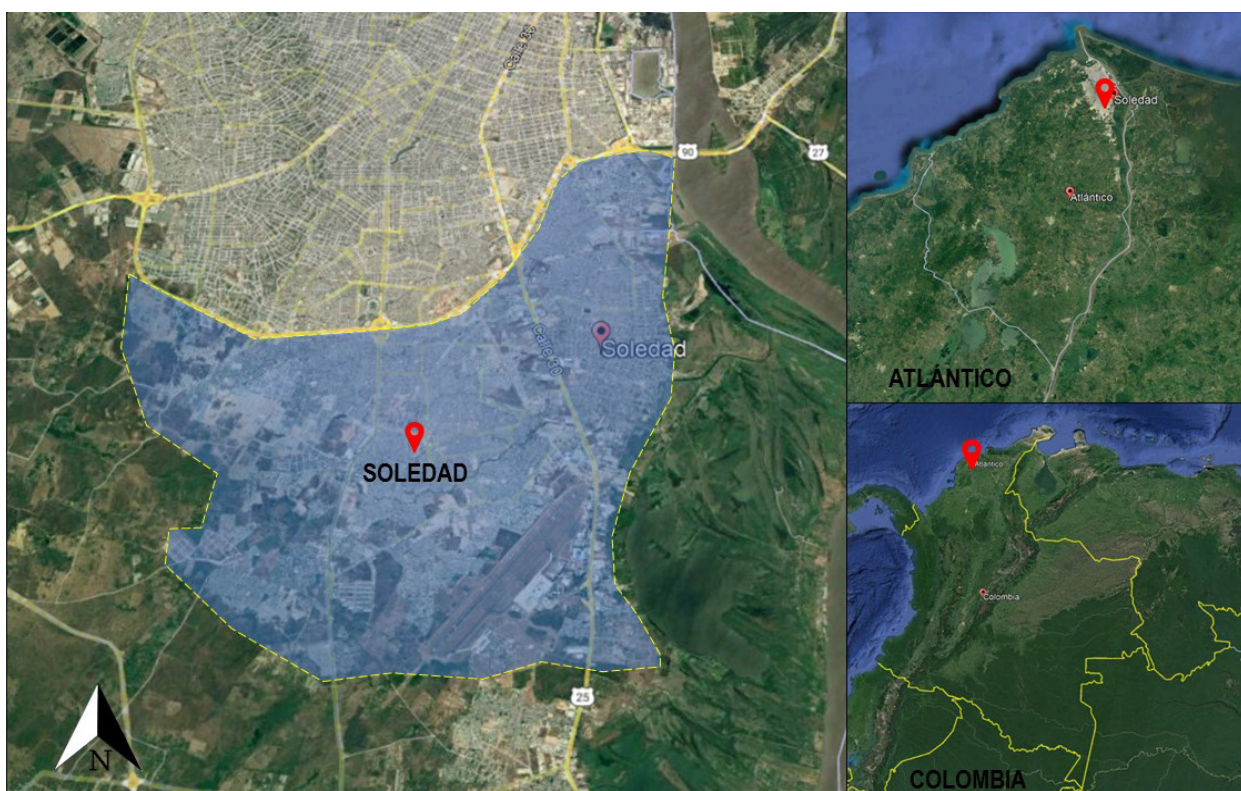 Calle 30
90
27
Soledad
Calle 30
SOLEDAD
25
N
Soledad
Atlántico
ATLÁNTICO
Atlántico
Colombia
COLOMBIA